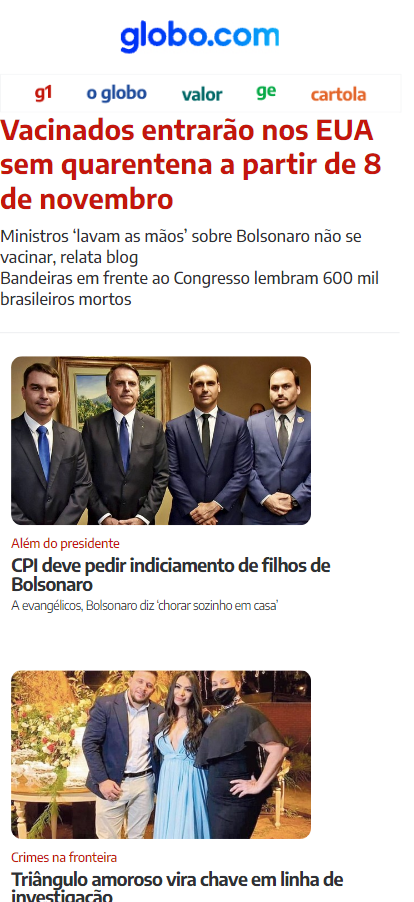 globo.com
g1 o globo valor ge cartola
Vacinados entrarão nos EUA
sem quarentena a partir de 8
de novembro
Ministros ‘lavam as mãos’ sobre Bolsonaro não se
vacinar, relata blog
Bandeiras em frente ao Congresso lembram 600 mil
brasileiros mortos
Além do presidente
CPI deve pedir indiciamento de filhos de
Bolsonaro
A evangélicos, Bolsonaro diz ‘chorar sozinho em casa’
Crimes na fronteira
Triângulo amoroso vira chave em linha de
investigação